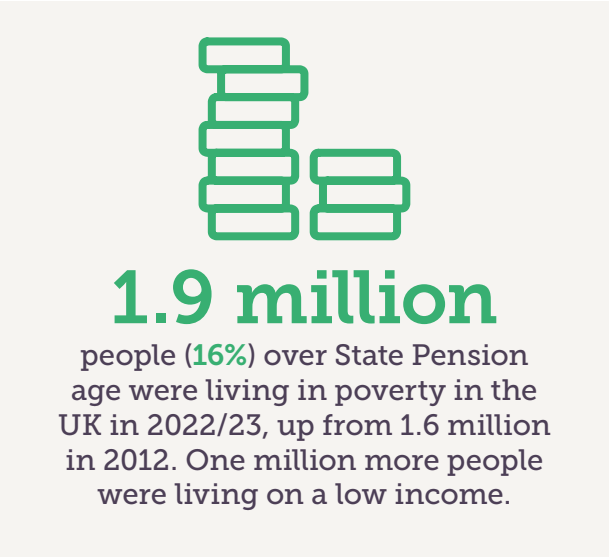 1.9 million
people (16%) over State Pension
age were living in poverty in the
UK in 2022/23, up from 1.6 million
in 2012. One million more people
were living on a low income.